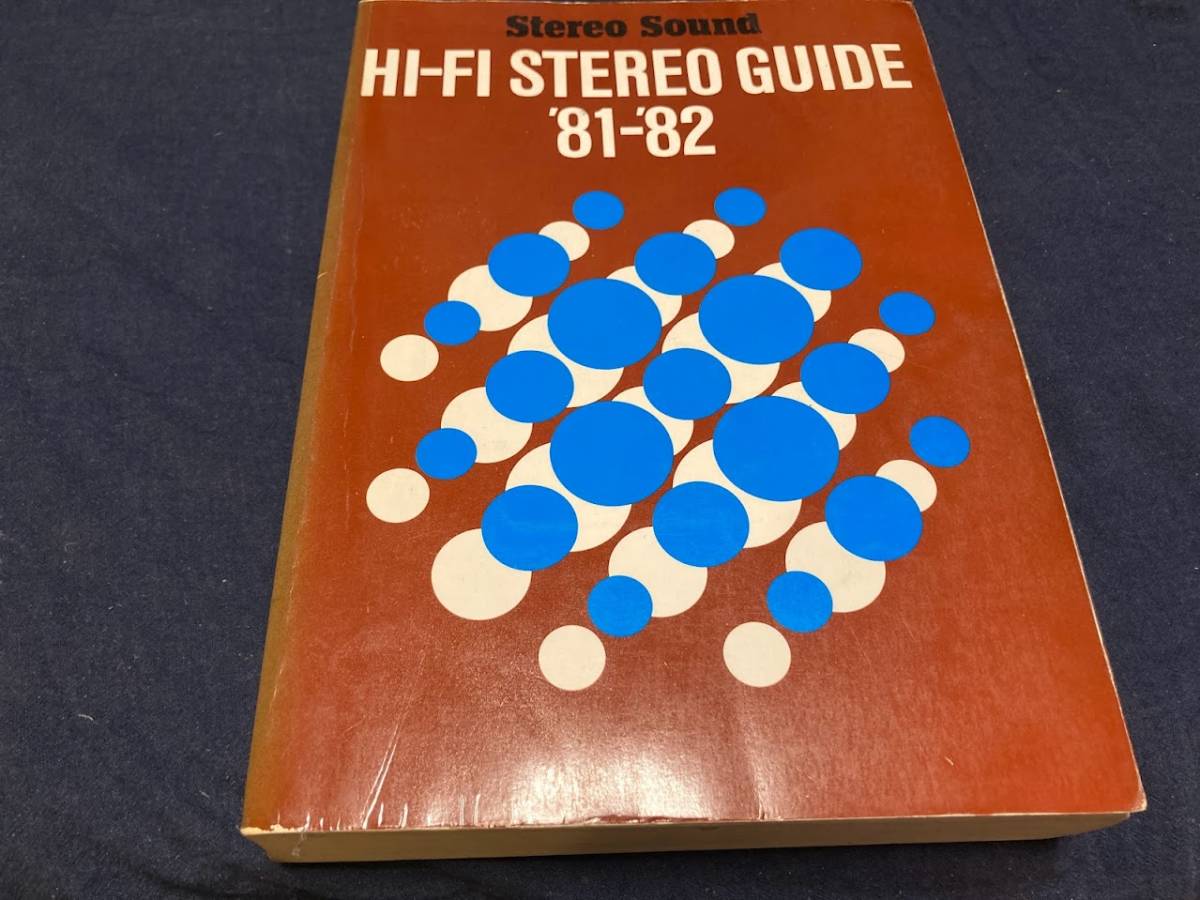 Stereo Sound
HI-FI STEREO GUIDE
'81-'82